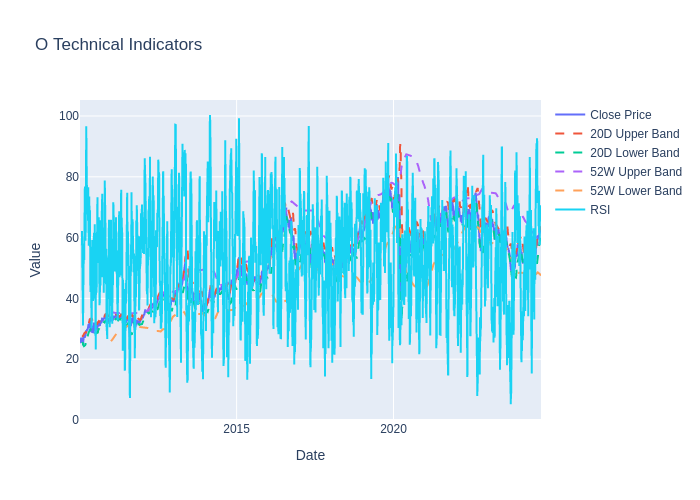 O Technical Indicators
Value
100
80
60
40
20
0
2015
2020
Date
Close Price
20D Upper Band
20D Lower Band
52W Upper Band
52W Lower Band
RSI